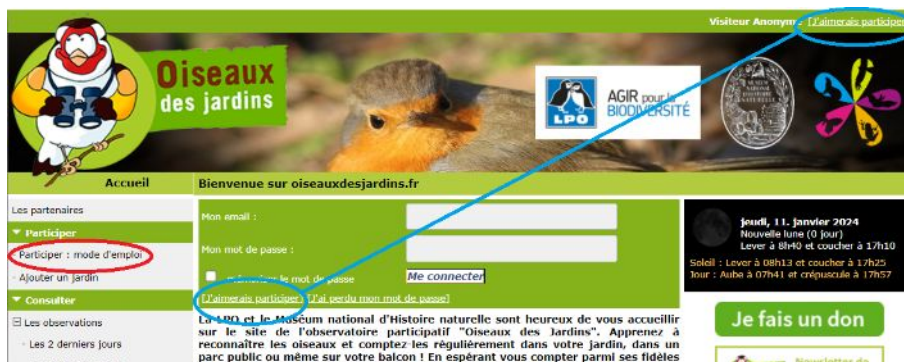 Visiteur Anonyme [J'aimerais participer
Oiseaux
des jardins
LPO
AGIR pour la
BIODIVERSITÉ
Accueil
Bienvenue sur oiseauxdesjardins.fr
Les partenaires
Participer
Participer : mode d'emploi
Ajouter un jardin
Consulter
Les observations
Les 2 derniers jours
Mon email :
Mon mot de passe :
le mot de passe
Me connecter
[J'aimerais participer] [J'ai perdu mon mot de passe]
La LPO et le Muséum national d'Histoire naturelle sont heureux de vous accueillir
sur le site de l'observatoire participatif "Oiseaux des Jardins". Apprenez à
reconnaître les oiseaux et comptez-les régulièrement dans votre jardin, dans un
parc public ou même sur votre balcon ! En espérant vous compter parmi ses fidèles
jeudi, 11. janvier 2024
Nouvelle lune (0 jour)
Lever à 8h40 et coucher à 17h10
Soleil : Lever à 08h13 et coucher à 17h25
Jour : Aube à 07h41 et crépuscule à 17h57
Je fais un don
Newsletter de